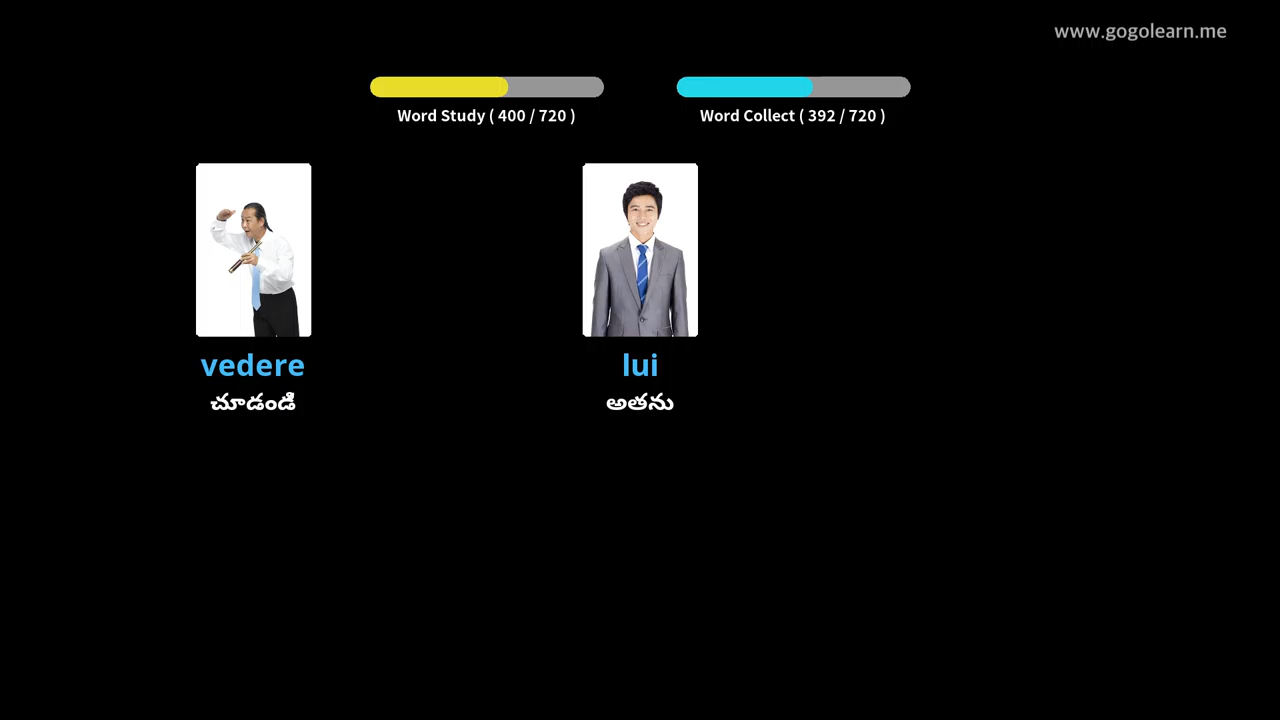 www.gogolearn.me
Word Study ( 400 / 720 )
Word Collect ( 392 / 720 )
vedere
చూడండి
lui
అతను